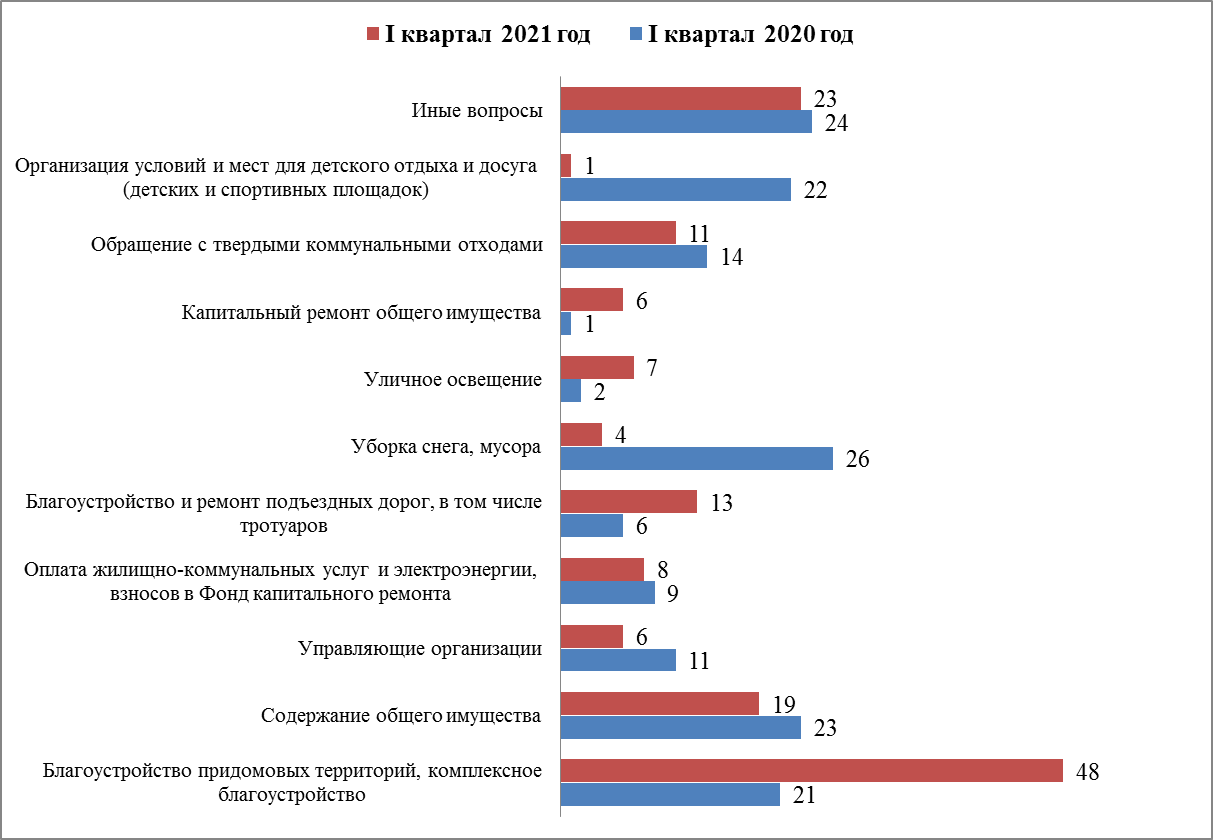 I квартал 2021 год I квартал 2020 год
Иные вопросы
23
24
Организация условий и мест для детского отдыха и досуга
(детских и спортивных площадок)
1
22
Обращение с твердыми коммунальными отходами
11
14
Капитальный ремонт общего имущества
6
1
Уличное освещение
7
2
Уборка снега, мусора
4
26
Благоустройство и ремонт подъездных дорог, в том числе
тротуаров
13
6
Оплата жилищно-коммунальных услуг и электроэнергии,
взносов в Фонд капитального ремонта
8
9
Управляющие организации
6
11
Содержание общего имущества
19
23
Благоустройство придомовых территорий, комплексное
благоустройство
48
21